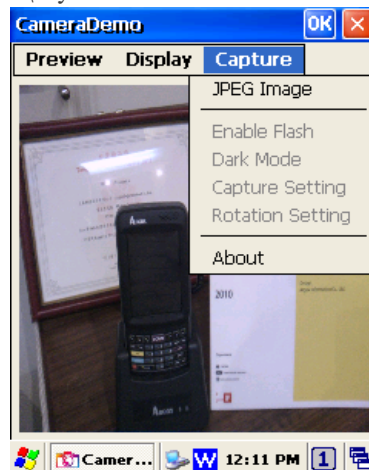 CameraDemo OK
Preview Display Capture
JPEG Image
Enable Flash
Dark Mode
Capture Setting
Rotation Setting
About
2010
Camer... W 12:11 PM 1